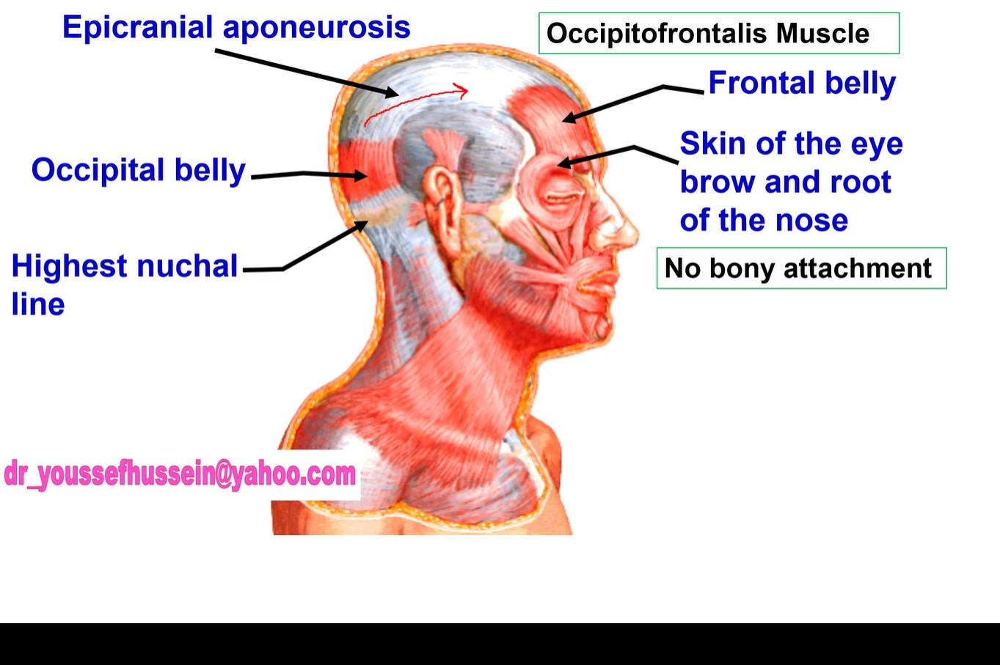 Epicranial aponeurosis
Occipitofrontalis Muscle
Frontal belly
Skin of the eye
brow and root
of the nose
Occipital belly
No bony attachment
Highest nuchal
line
dr_youssefhussein@yahoo.com